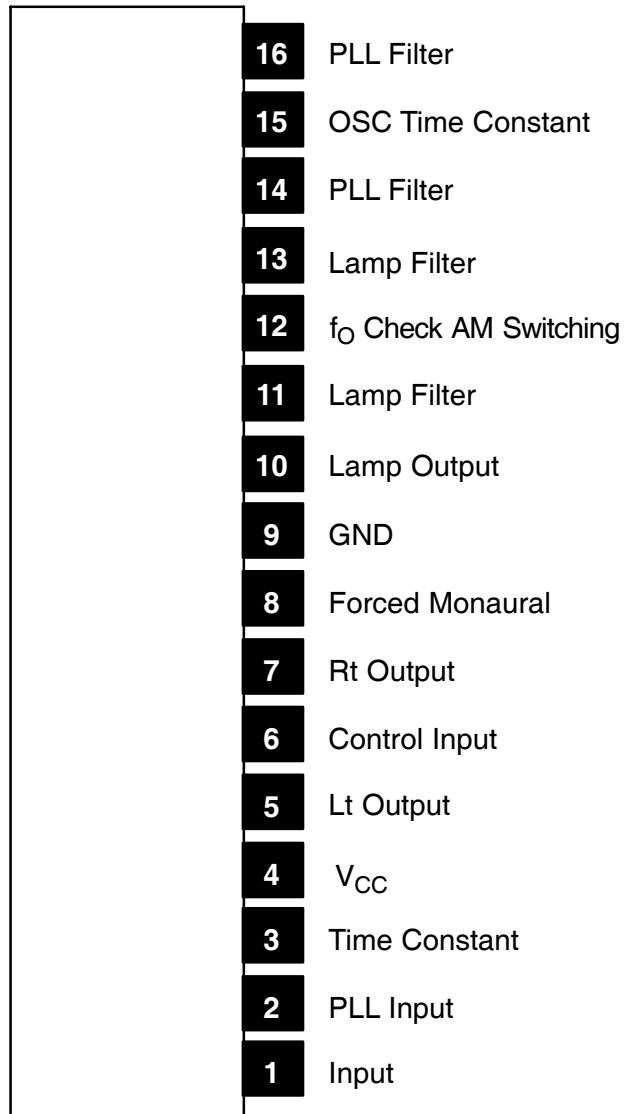 16 PLL Filter
15 OSC Time Constant
14 PLL Filter
13 Lamp Filter
12 fO Check AM Switching
11 Lamp Filter
10 Lamp Output
9 GND
8 Forced Monaural
7 Rt Output
6 Control Input
5 Lt Output
4 VCC
3 Time Constant
2 PLL Input
1 Input